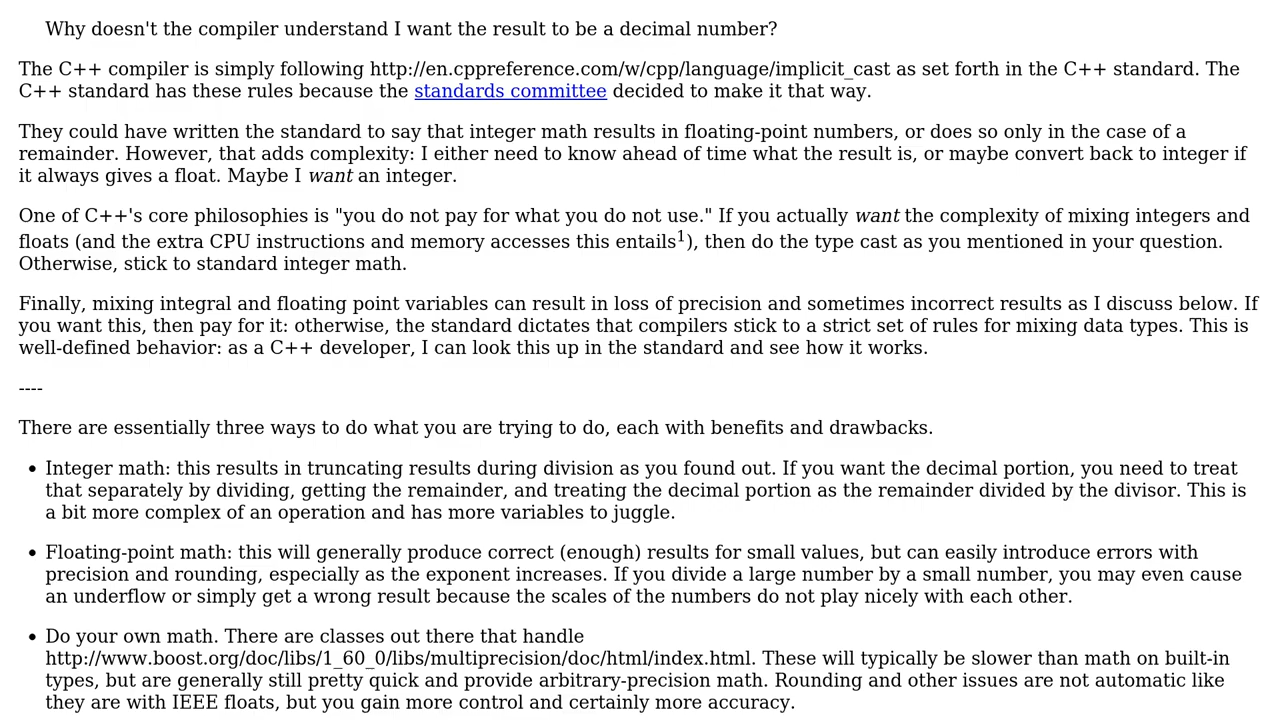 Why doesn't the compiler understand I want the result to be a decimal number?
The C++ compiler is simply following http://en.cppreference.com/w/cpp/language/implicit_cast as set forth in the C++ standard. The
C++ standard has these rules because the standards committee decided to make it that way.
They could have written the standard to say that integer math results in floating-point numbers, or does so only in the case of a
remainder. However, that adds complexity: I either need to know ahead of time what the result is, or maybe convert back to integer if
it always gives a float. Maybe I want an integer.
One of C++'s core philosophies is "you do not pay for what you do not use." If you actually want the complexity of mixing integers and
floats (and the extra CPU instructions and memory accesses this entails1), then do the type cast as you mentioned in your question.
Otherwise, stick to standard integer math.
Finally, mixing integral and floating point variables can result in loss of precision and sometimes incorrect results as I discuss below. If
you want this, then pay for it: otherwise, the standard dictates that compilers stick to a strict set of rules for mixing data types. This is
well-defined behavior: as a C++ developer, I can look this up in the standard and see how it works.
----
There are essentially three ways to do what you are trying to do, each with benefits and drawbacks.
• Integer math: this results in truncating results during division as you found out. If you want the decimal portion, you need to treat
that separately by dividing, getting the remainder, and treating the decimal portion as the remainder divided by the divisor. This is
a bit more complex of an operation and has more variables to juggle.
• Floating-point math: this will generally produce correct (enough) results for small values, but can easily introduce errors with
precision and rounding, especially as the exponent increases. If you divide a large number by a small number, you may even cause
an underflow or simply get a wrong result because the scales of the numbers do not play nicely with each other.
• Do your own math. There are classes out there that handle
http://www.boost.org/doc/libs/1_60_0/libs/multiprecision/doc/html/index.html. These will typically be slower than math on built-in
types, but are generally still pretty quick and provide arbitrary-precision math. Rounding and other issues are not automatic like
they are with IEEE floats, but you gain more control and certainly more accuracy.